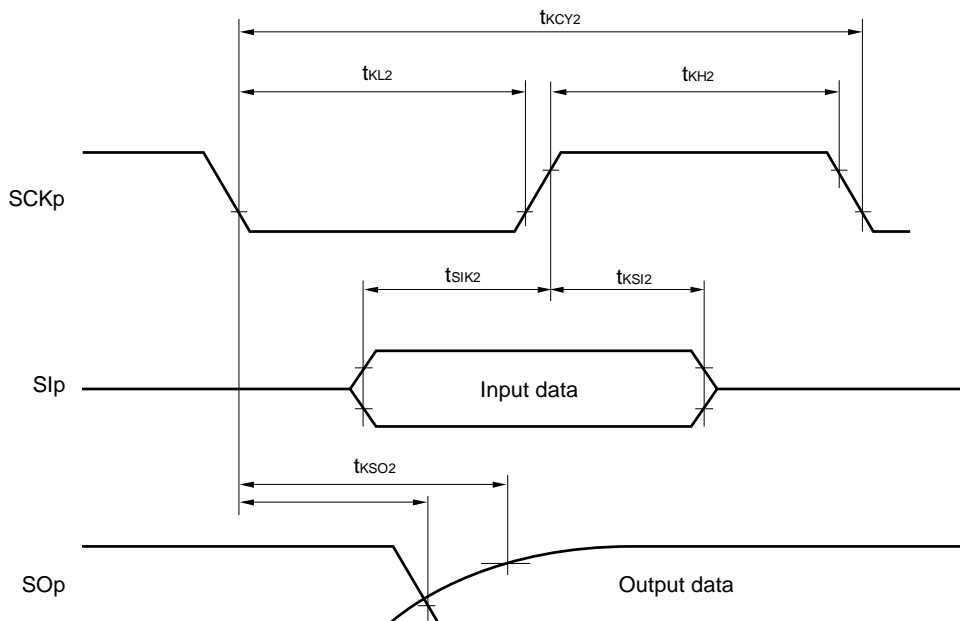 tKCY2
tKL2
tKH2
SCKp
tSIK2
tKSI2
SIp
Input data
tKSO2
SOp
Output data